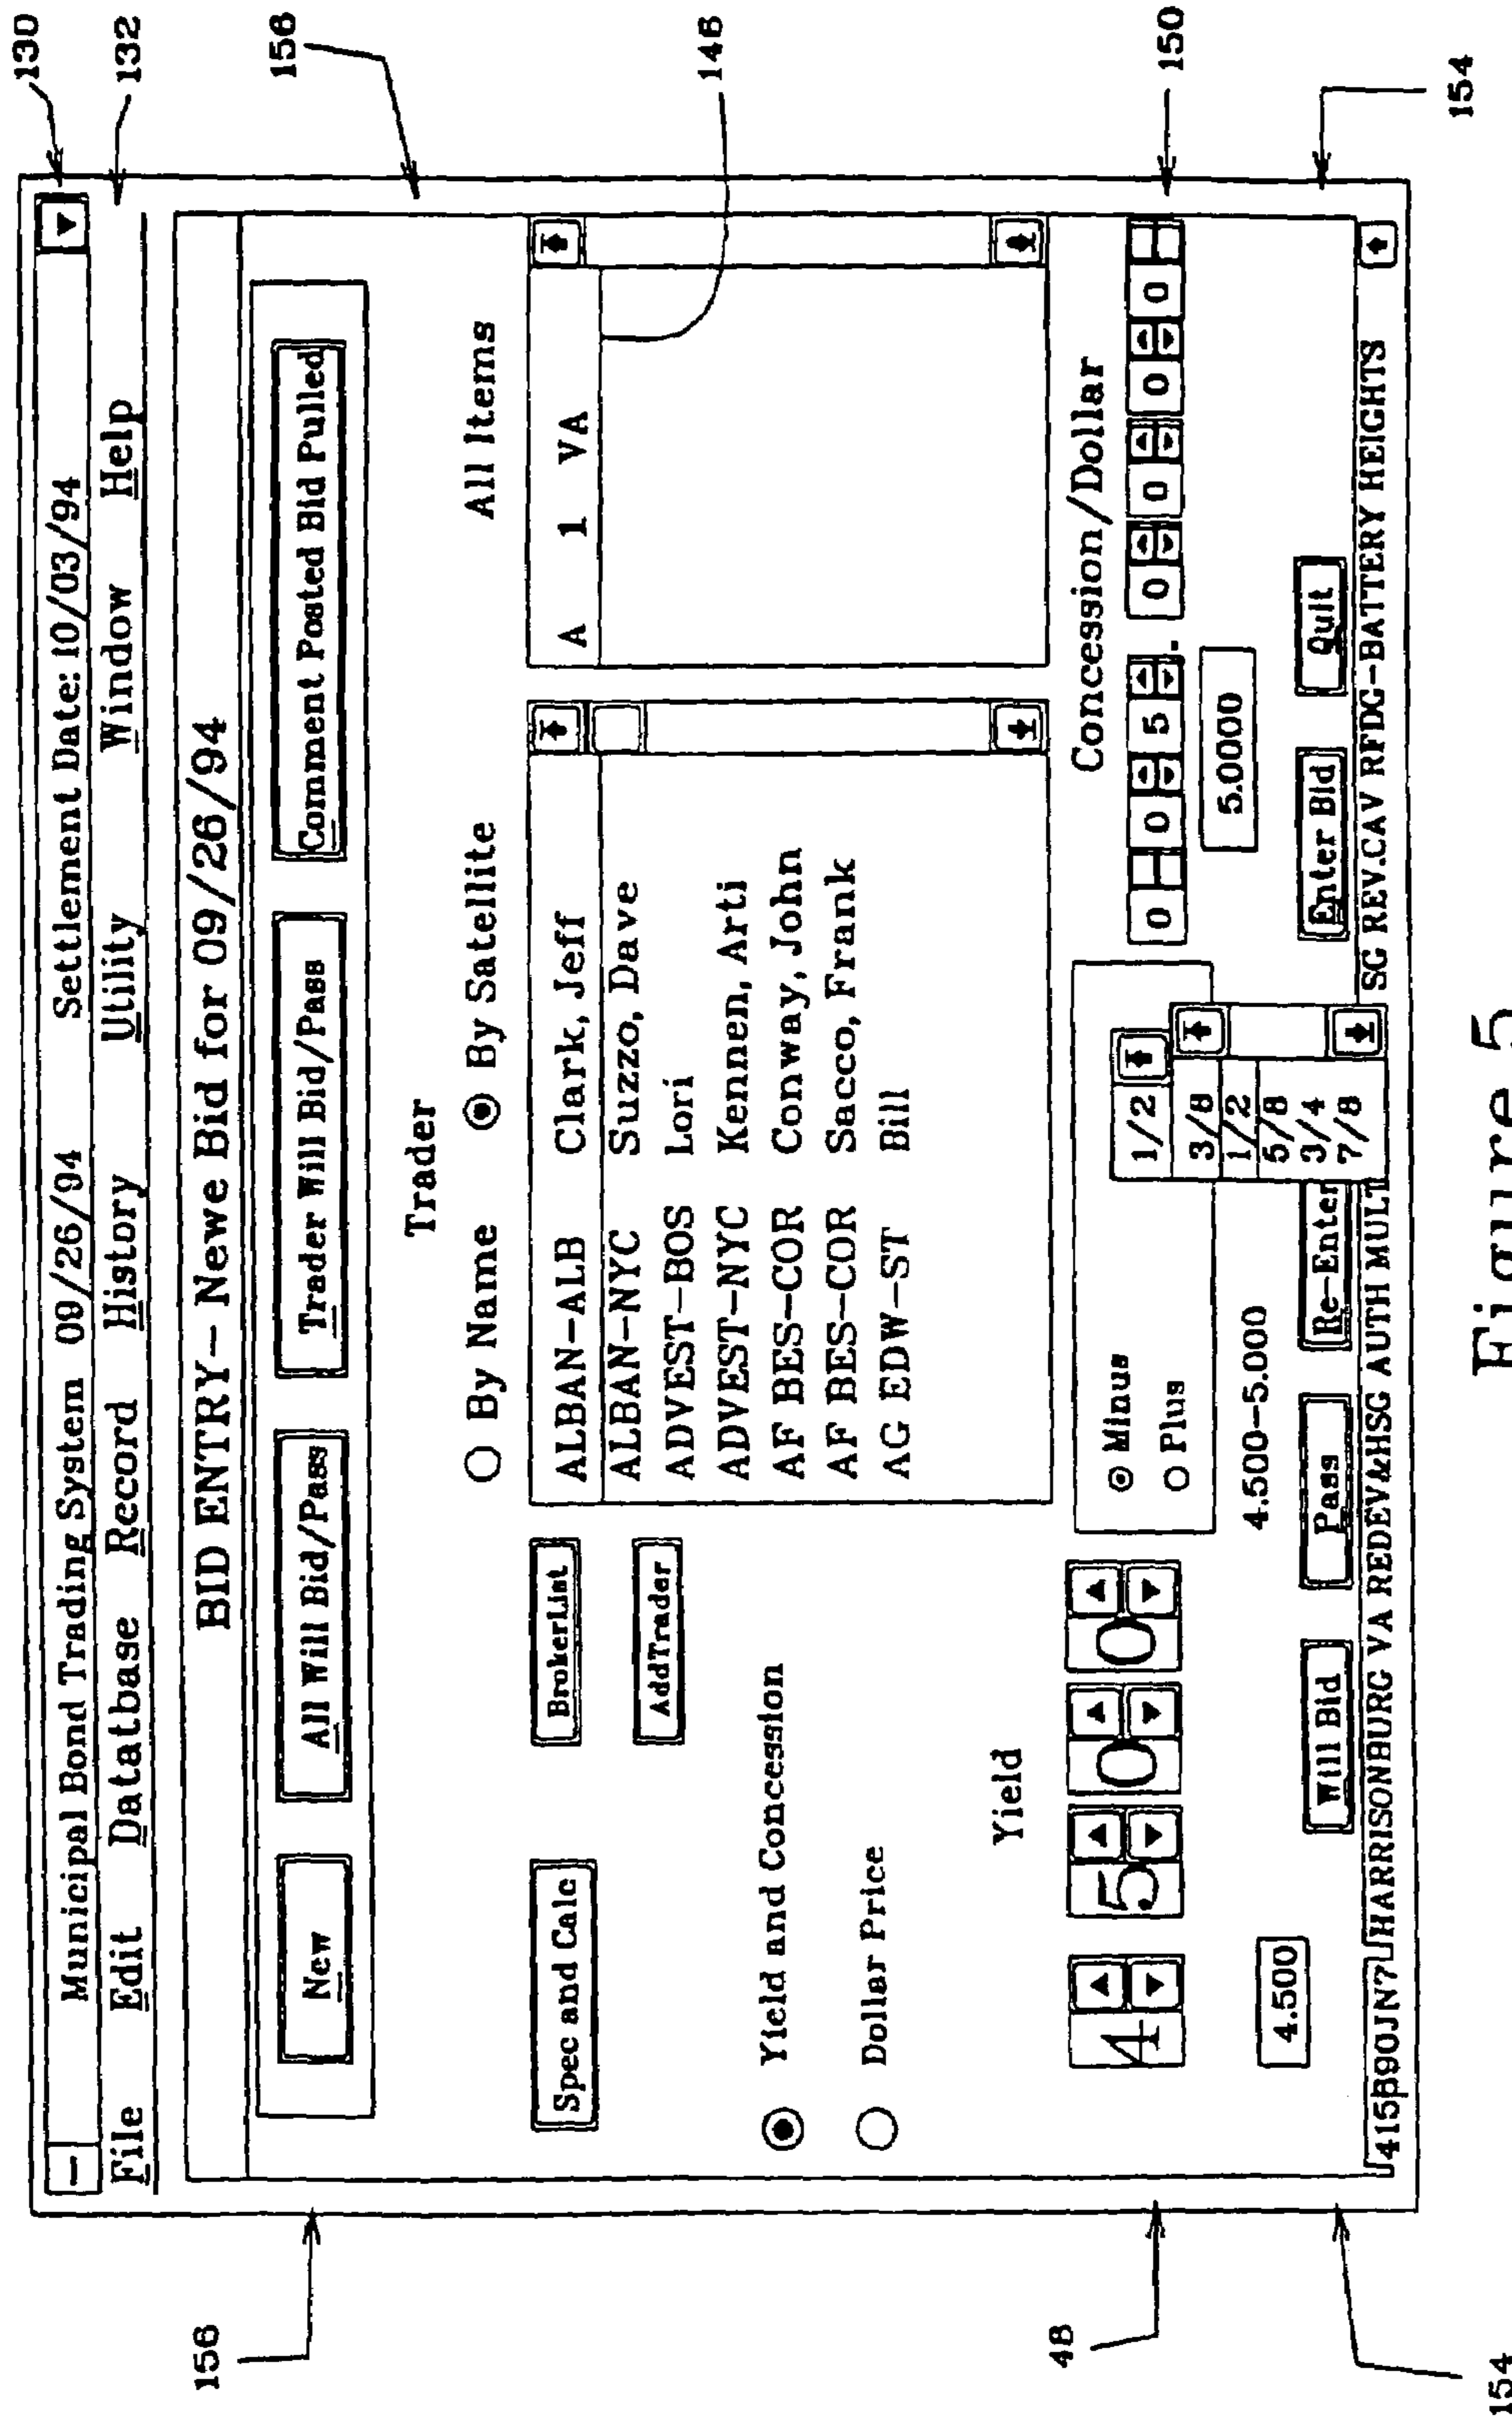 130
132
156
Municipal Bond Trading System 09/26/94 Settlement Date: 10/03/94
File Edit Datatbase Record History Utility Window Help
BID ENTRY- Newe Bid for 09/26/94
156
New All Will Bid/Pass Trader Will Bid/Pass Comment Posted Bid Pulled
Trader
By Name By Satellite All Items
Spec and Calc BrokerList
AddTrader
ALBAN-ALB Clark, Jeff
ALBAN-NYC Suzzo, Dave
ADVEST-BOS Lori
ADVEST-NYC Kennen, Arti
AF BES-COR Conway, John
AF BES-COR Sacco, Frank
AG EDW-ST Bill
A 1 VA
146
Yield and Concession
Dollar Price
Yield
Concession/Dollar
48
4 5 0 0
Minus
Plus
1/2
3/8
1/2
5/8
3/4
7/8
0 0 5. 0 0 0 0
150
4.500
4.500-5.000
5.0000
Will Bid Pass Re-Enter Enter Bid Quit
154
415B90JN7 HARRISONBURG VA REDEV&HSG AUTH MULTI SG REV.CAV RFDG-BATTERY HEIGHTS
154
Figure 5